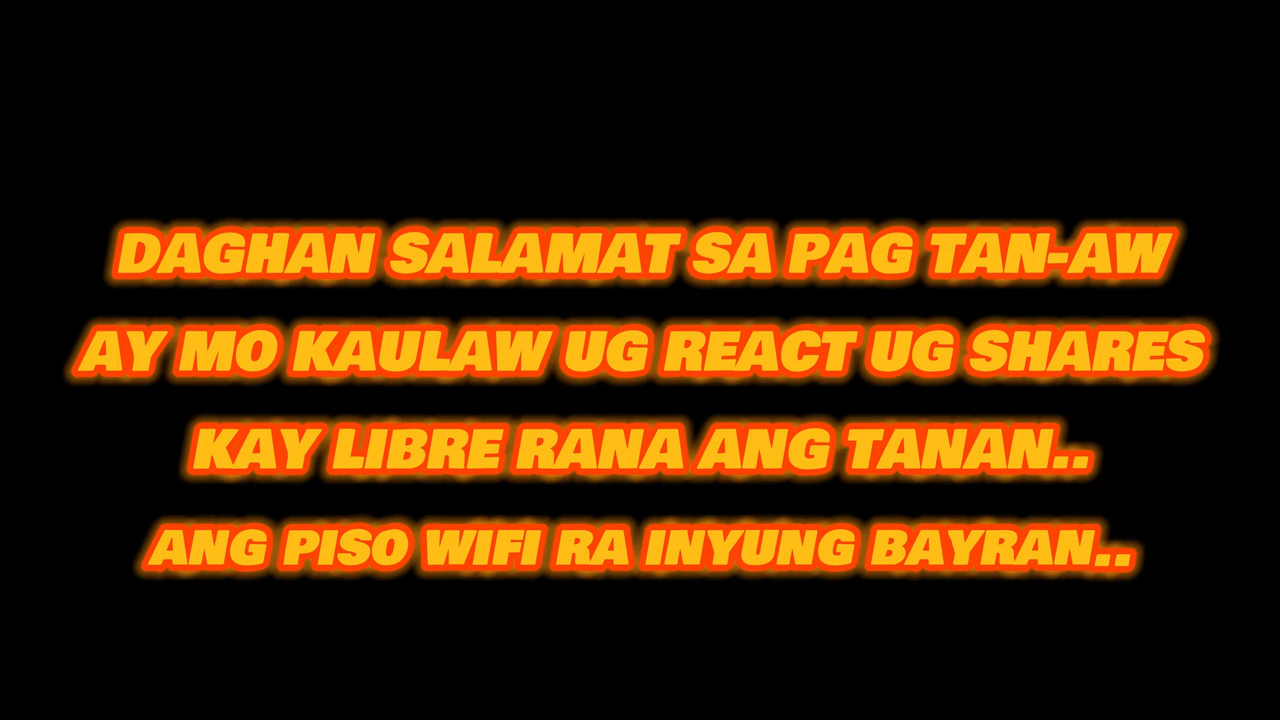 DAGHAN SALAMAT SA PAG TAN-AW
AY MO KAULAW UG REACT UG SHARES
KAY LIBRE RANA ANG TANAN..
ANG PISO WIFI RA INYUNG BAYRAN..